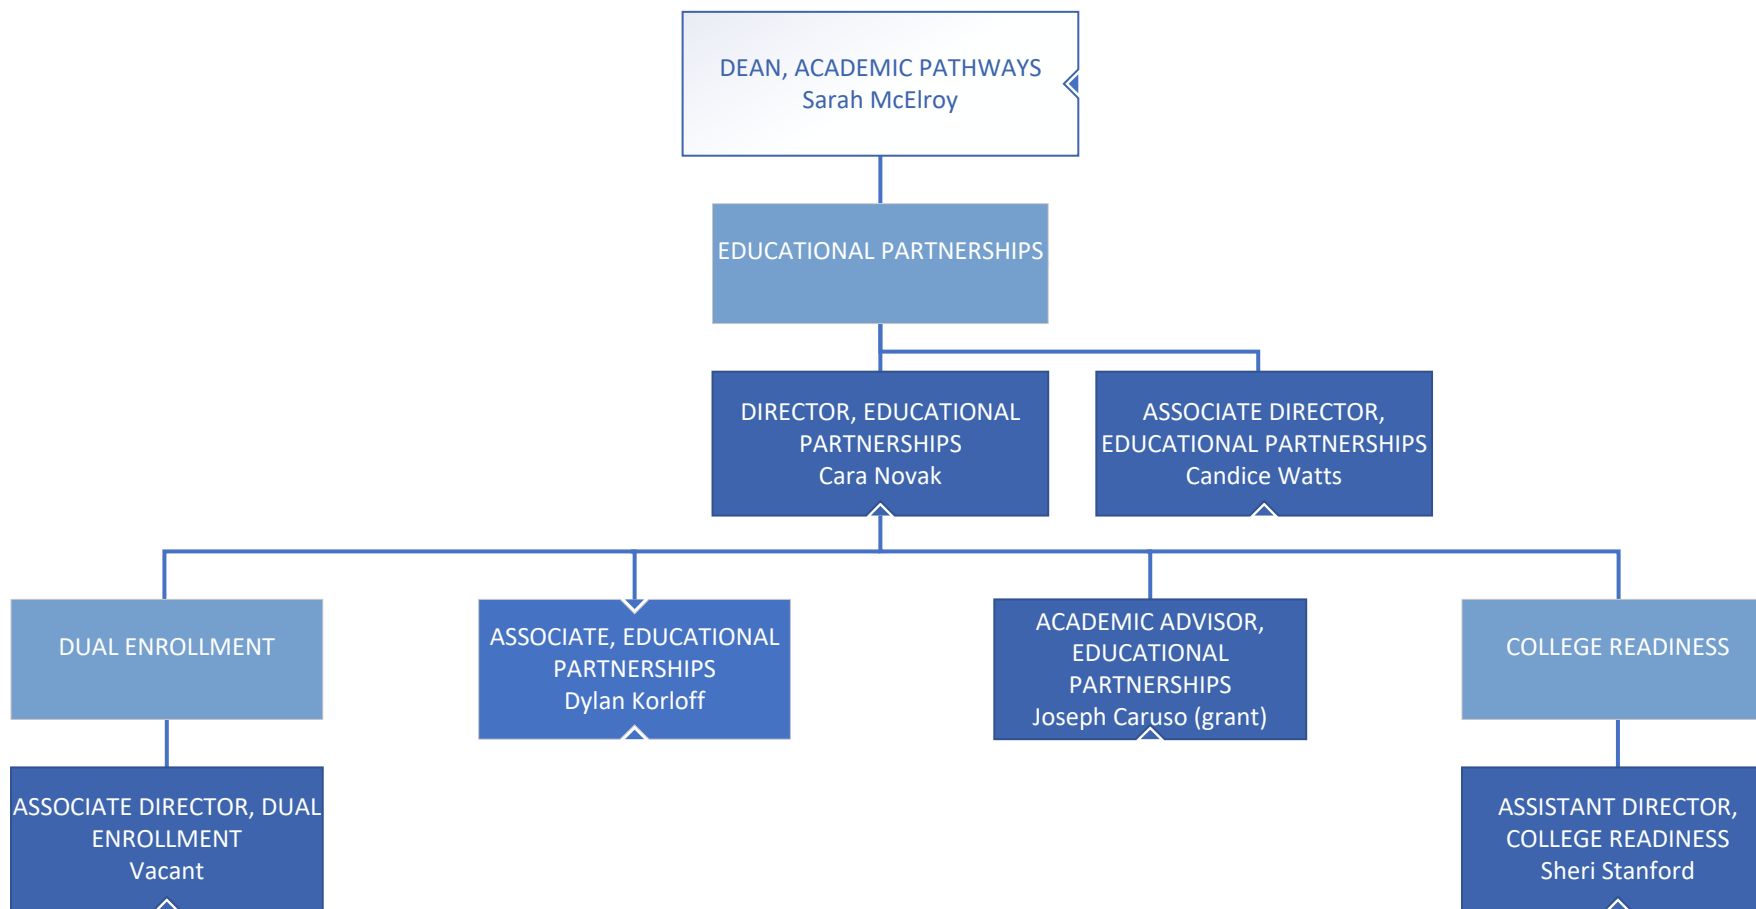 DEAN, ACADEMIC PATHWAYS
Sarah McElroy
EDUCATIONAL PARTNERSHIPS
DIRECTOR, EDUCATIONAL
PARTNERSHIPS
Cara Novak
ASSOCIATE DIRECTOR,
EDUCATIONAL PARTNERSHIPS
Candice Watts
DUAL ENROLLMENT
ASSOCIATE, EDUCATIONAL
PARTNERSHIPS
Dylan Korloff
ACADEMIC ADVISOR,
EDUCATIONAL
PARTNERSHIPS
Joseph Caruso (grant)
COLLEGE READINESS
ASSOCIATE DIRECTOR, DUAL
ENROLLMENT
Vacant
ASSISTANT DIRECTOR,
COLLEGE READINESS
Sheri Stanford